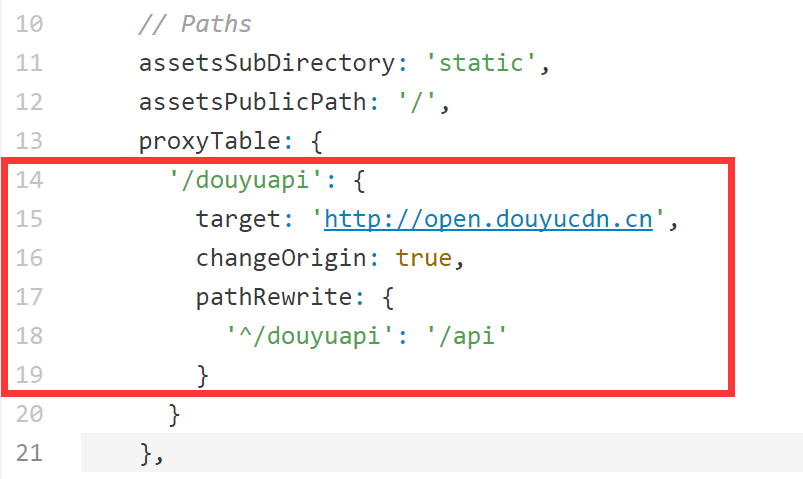 10 // Paths
11 assetsSubDirectory: 'static',
12 assetsPublicPath: '/',
13 proxyTable: {
14 '/douyuapi': {
15 target: 'http://open.douyucdn.cn',
16 changeOrigin: true,
17 pathRewrite: {
18 '^/douyuapi': '/api'
19 }
20 }
21 },